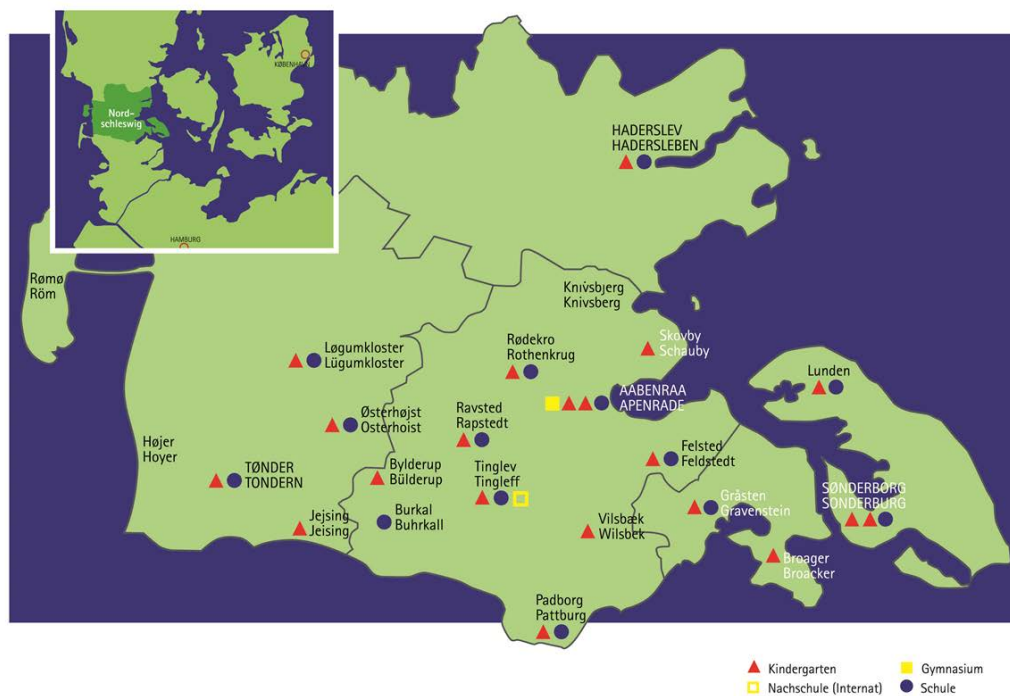 KØBENHAVN
Nord-
schleswig
HAMBURG
HADERSLEV
HADERSLEBEN
Rømø
Röm
Knivsbjerg
Knivsberg
Skovby
Schauby
Løgumkloster
Lügumkloster
Rødekro
Rothenkrug
Lunden
AABENRAA
APENRADE
Østerhøjst
Osterhoist
Ravsted
Rapstedt
Højer
Hoyer
Felsted
Feldstedt
TØNDER
TONDERN
Bylderup
Bülderup
Tinglev
Tingleff
SØNDERBORG
SONDERBURG
Gråsten
Gravenstein
Burkal
Buhrkall
Jejsing
Jeising
Vilsbæk
Wilsbek
Broager
Broacker
Padborg
Pattburg
Kindergarten
Gymnasium
Nachschule (Internat)
Schule